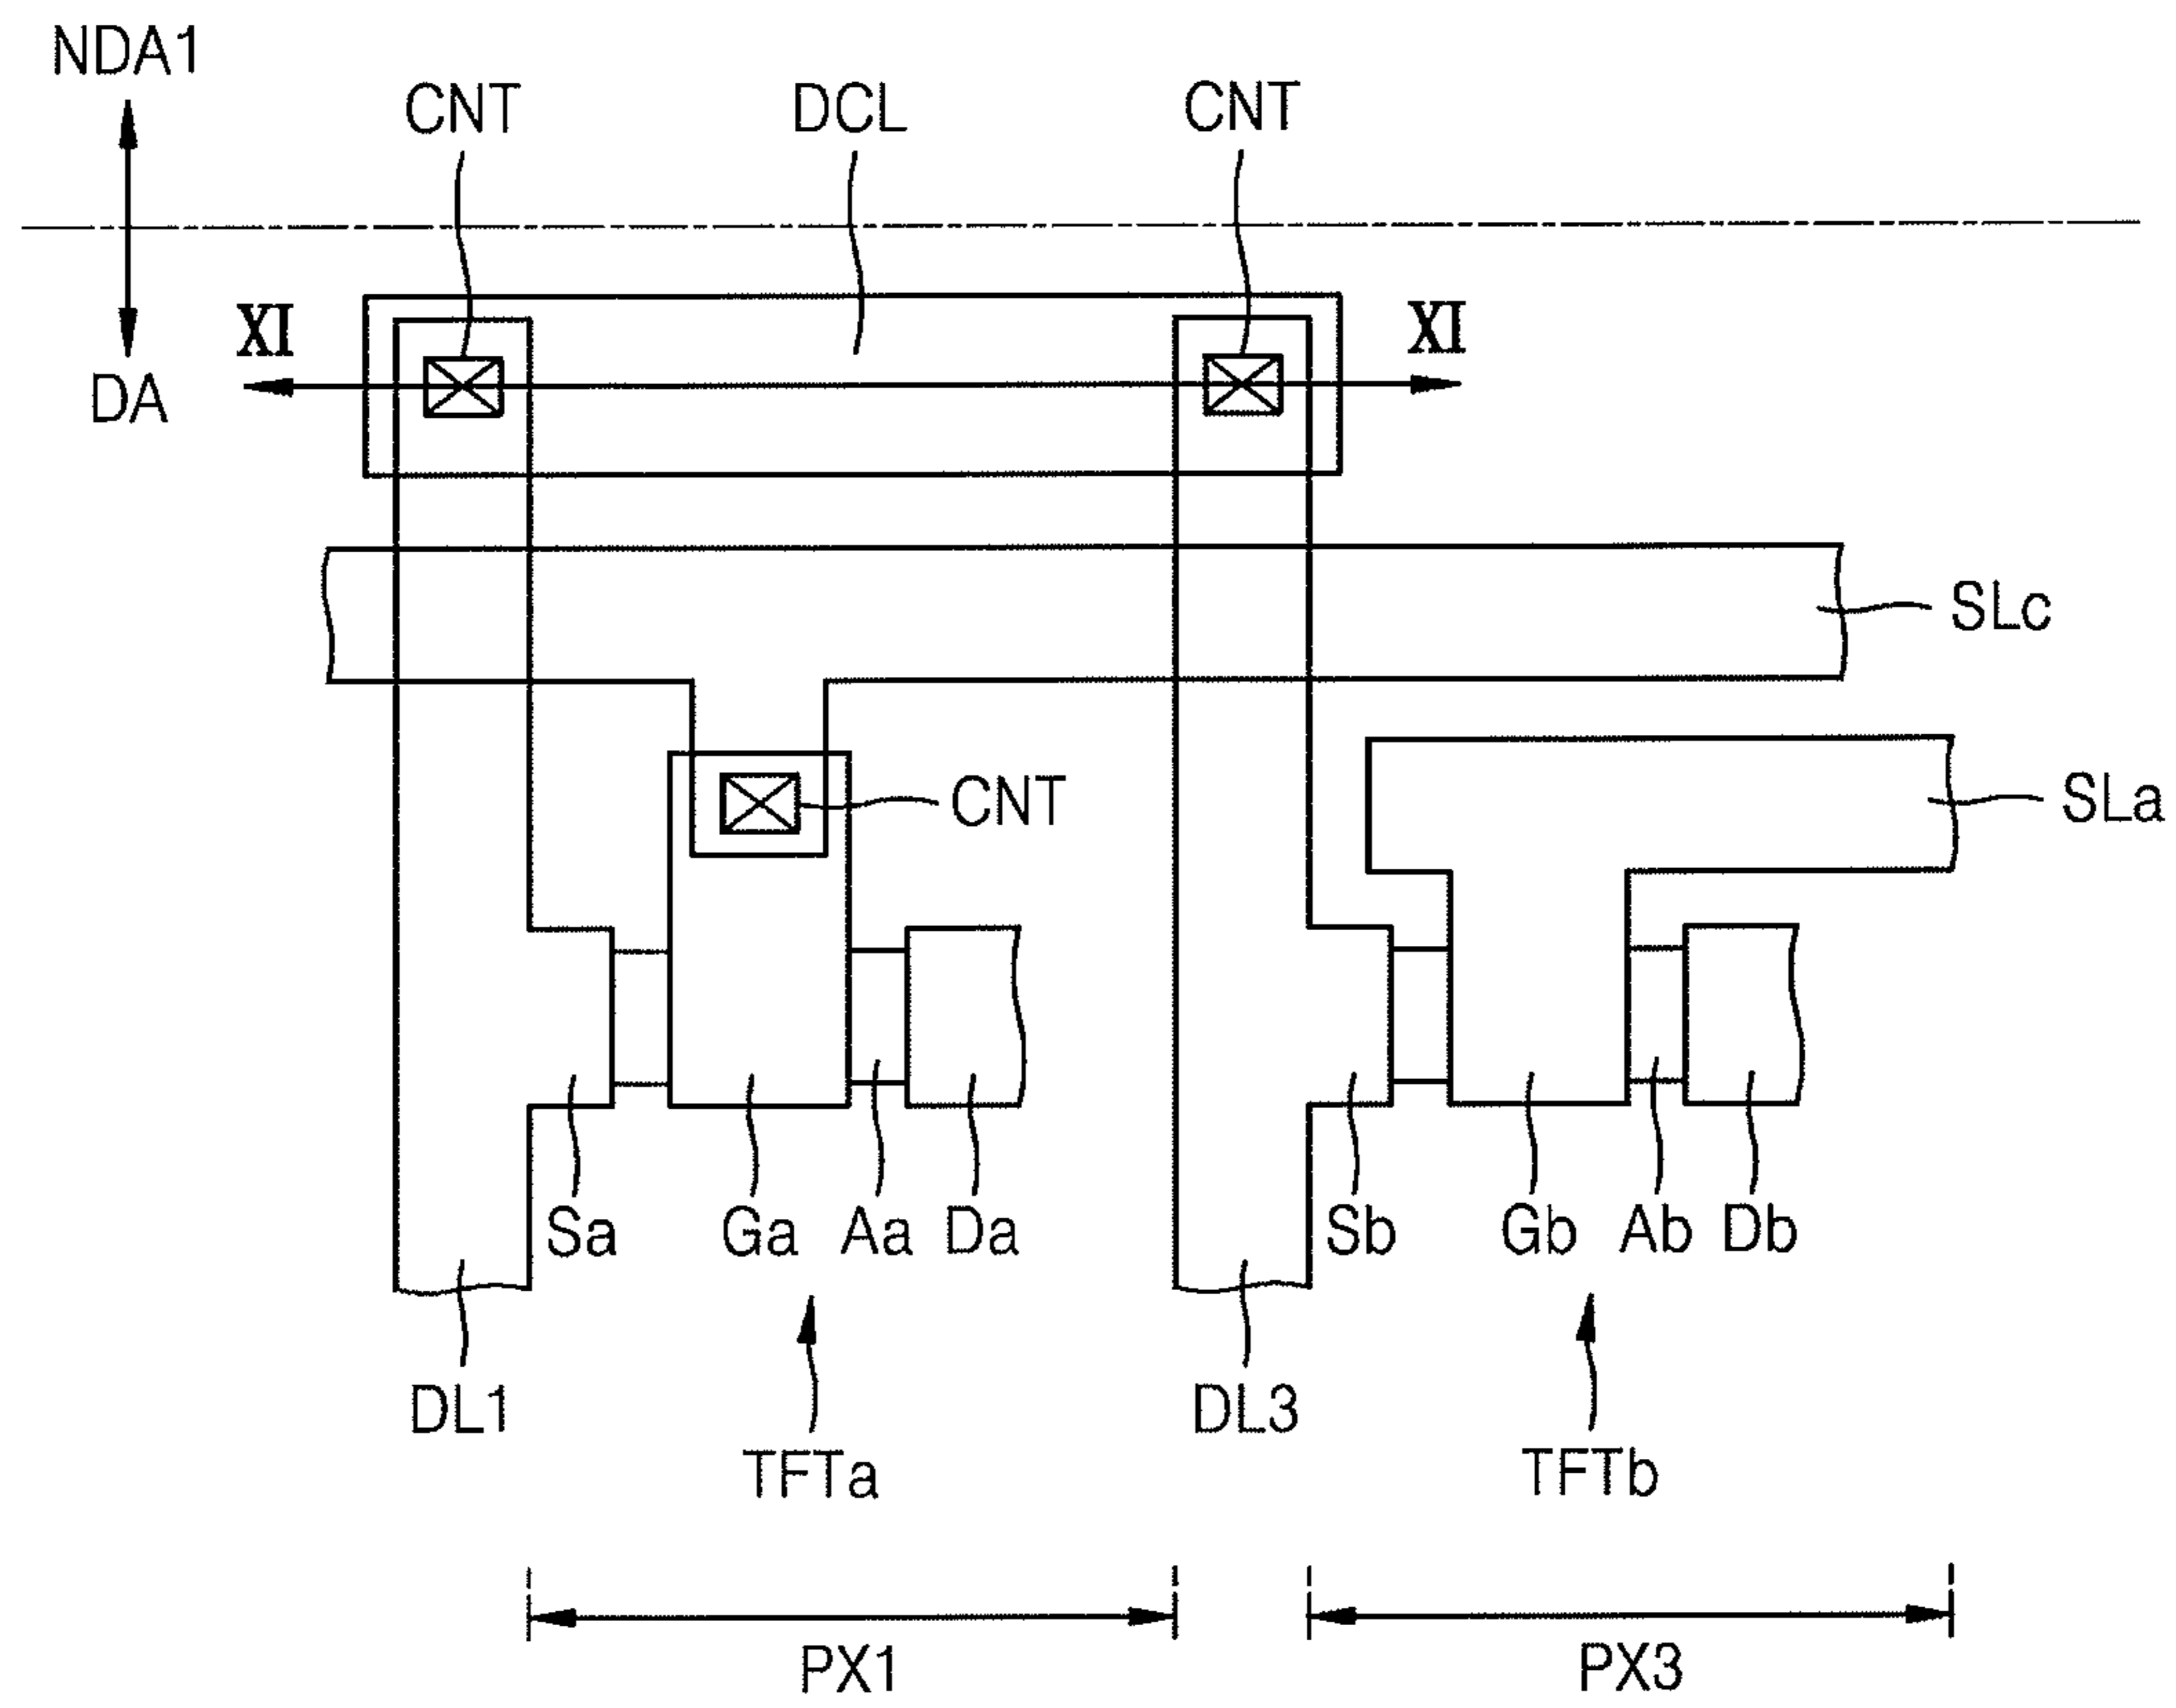 NDA1
CNT DCL CNT
XI XI
DA
SLc
CNT SLa
Sa Ga Aa Da Sb Gb Ab Db
DL1 DL3
TFTa TFTb
PX1 PX3